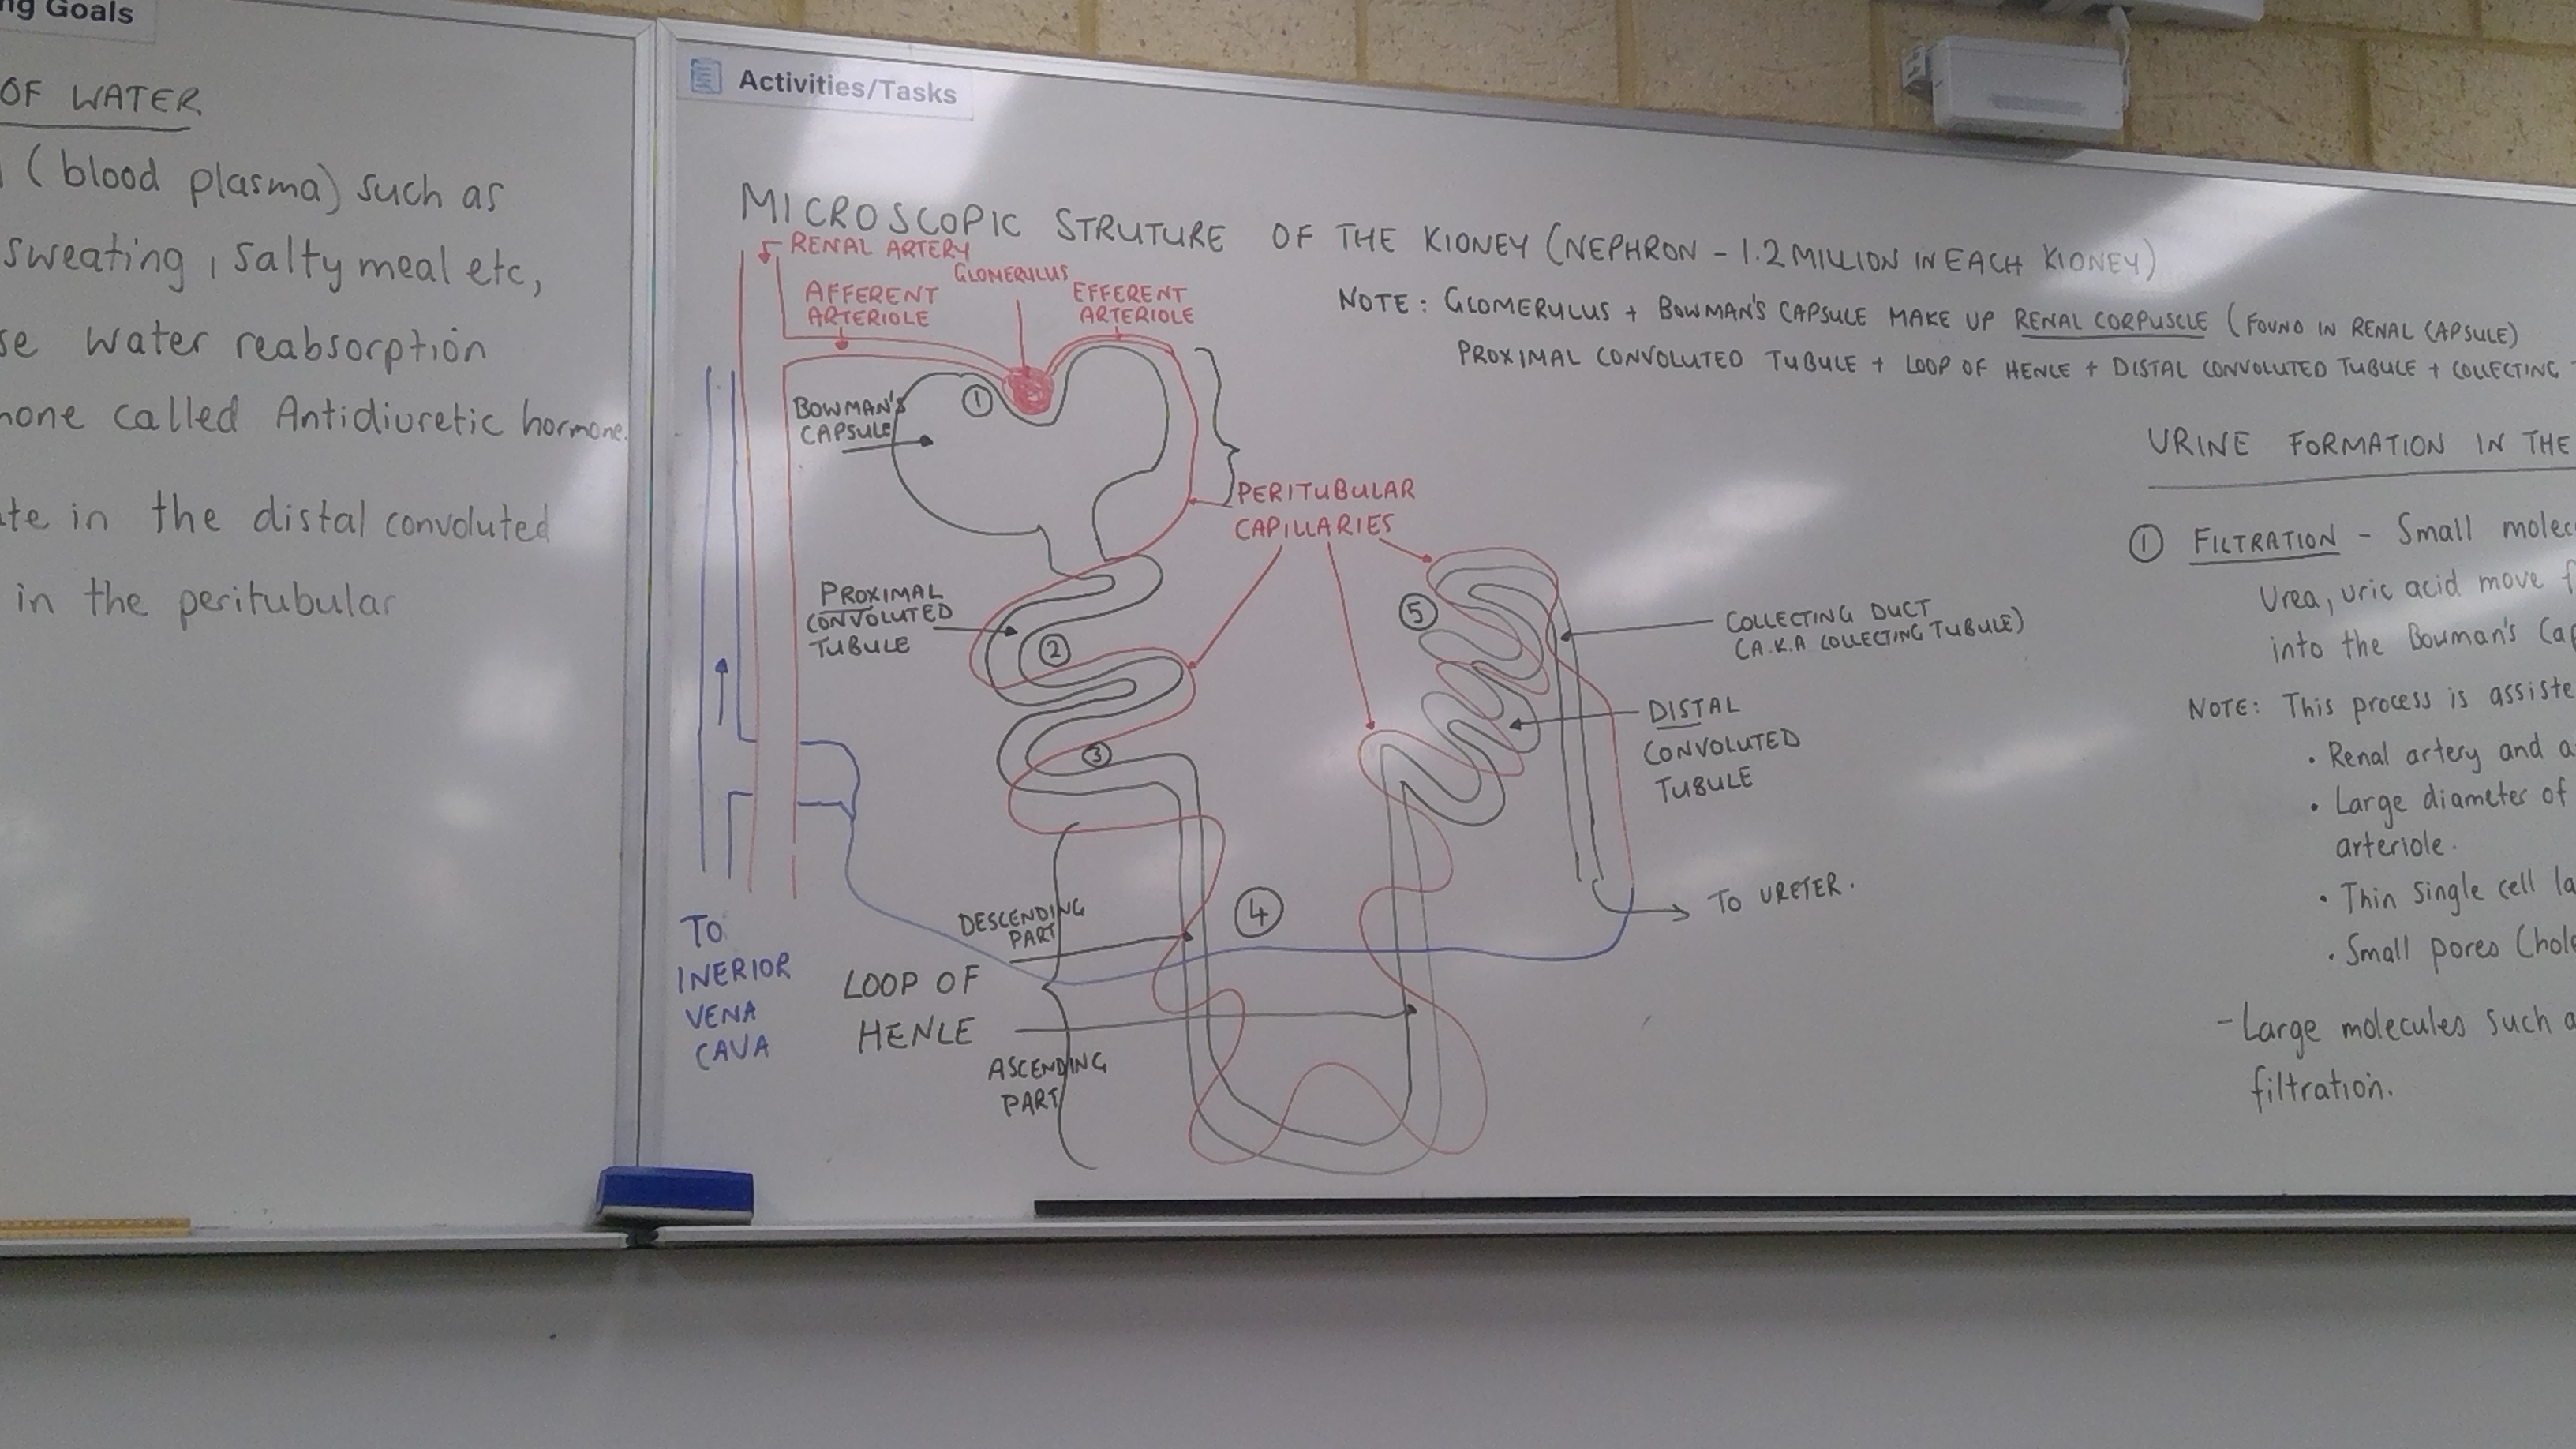 ng Goals
OF WATER
(blood plasma) such as
sweating, salty meal etc,
se water reabsorption
mone called Antidiuretic hormone.
te in the distal convoluted
in the peritubular
Activities/Tasks
MICROSCOPIC STRUTURE OF THE KIDNEY (NEPHRON - 1.2 MILLION IN EACH KIDNEY)
NOTE: GLOMERULUS + BOWMAN'S CAPSULE MAKE UP RENAL CORPUSCLE (FOUND IN RENAL CAPSULE)
PROXIMAL CONVOLUTED TUBULE + LOOP OF HENLE + DISTAL CONVOLUTED TUBULE + COLLECTING
RENAL ARTERY
AFFERENT
ARTERIOLE
GLOMERULUS
EFFERENT
ARTERIOLE
BOWMAN'S
CAPSULE
1
PERITUBULAR
CAPILLARIES
PROXIMAL
CONVOLUTED
TUBULE
2
3
5
COLLECTING DUCT
(A.K.A COLLECTING TUBULE)
DISTAL
CONVOLUTED
TUBULE
4
TO URETER.
DESCENDING
PART
LOOP OF
HENLE
ASCENDING
PART
TO
INERIOR
VENA
CAVA
URINE FORMATION IN THE
1 FILTRATION - Small molec
Urea, uric acid move f
into the Bowman's Cap
NOTE: This process is assiste
• Renal artery and a
• Large diameter of
arteriole.
• Thin single cell la
• Small pores (hole
- Large molecules such a
filtration.